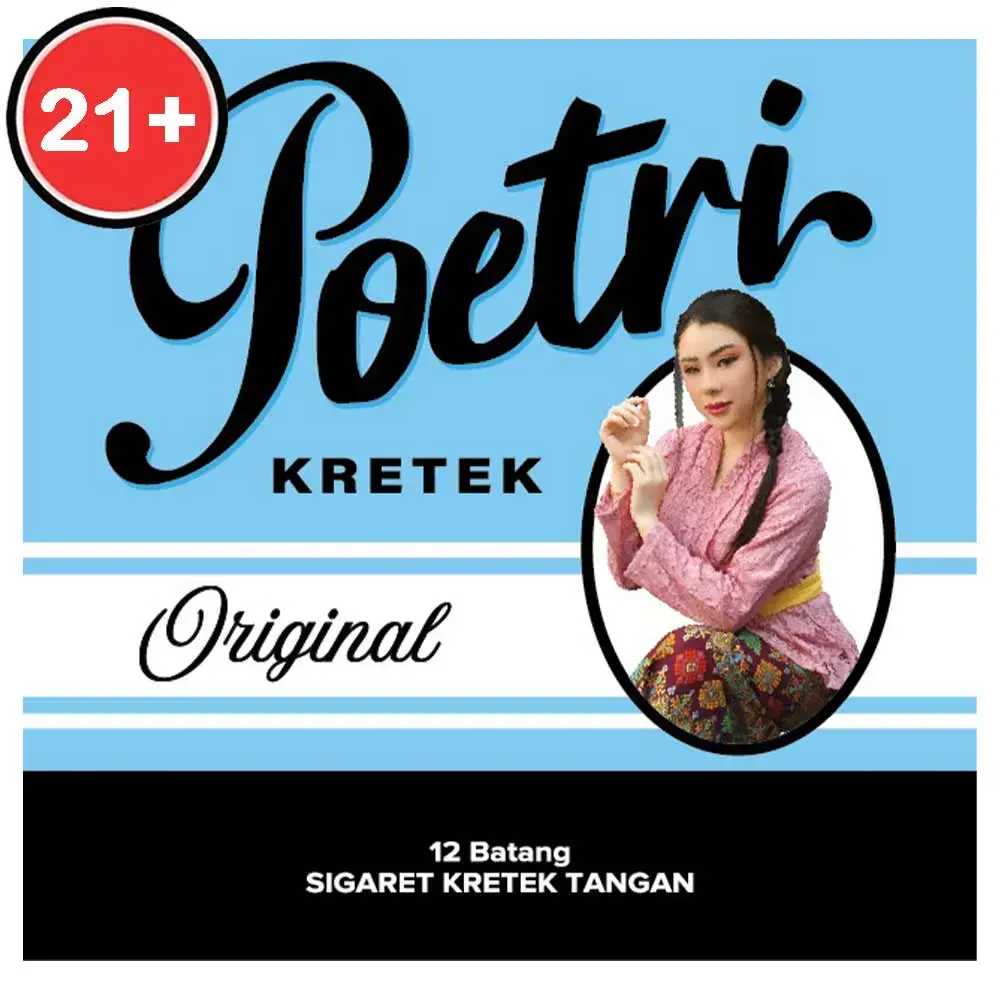 21+
Poetri
KRETEK
Original
12 Batang
SIGARET KRETEK TANGAN